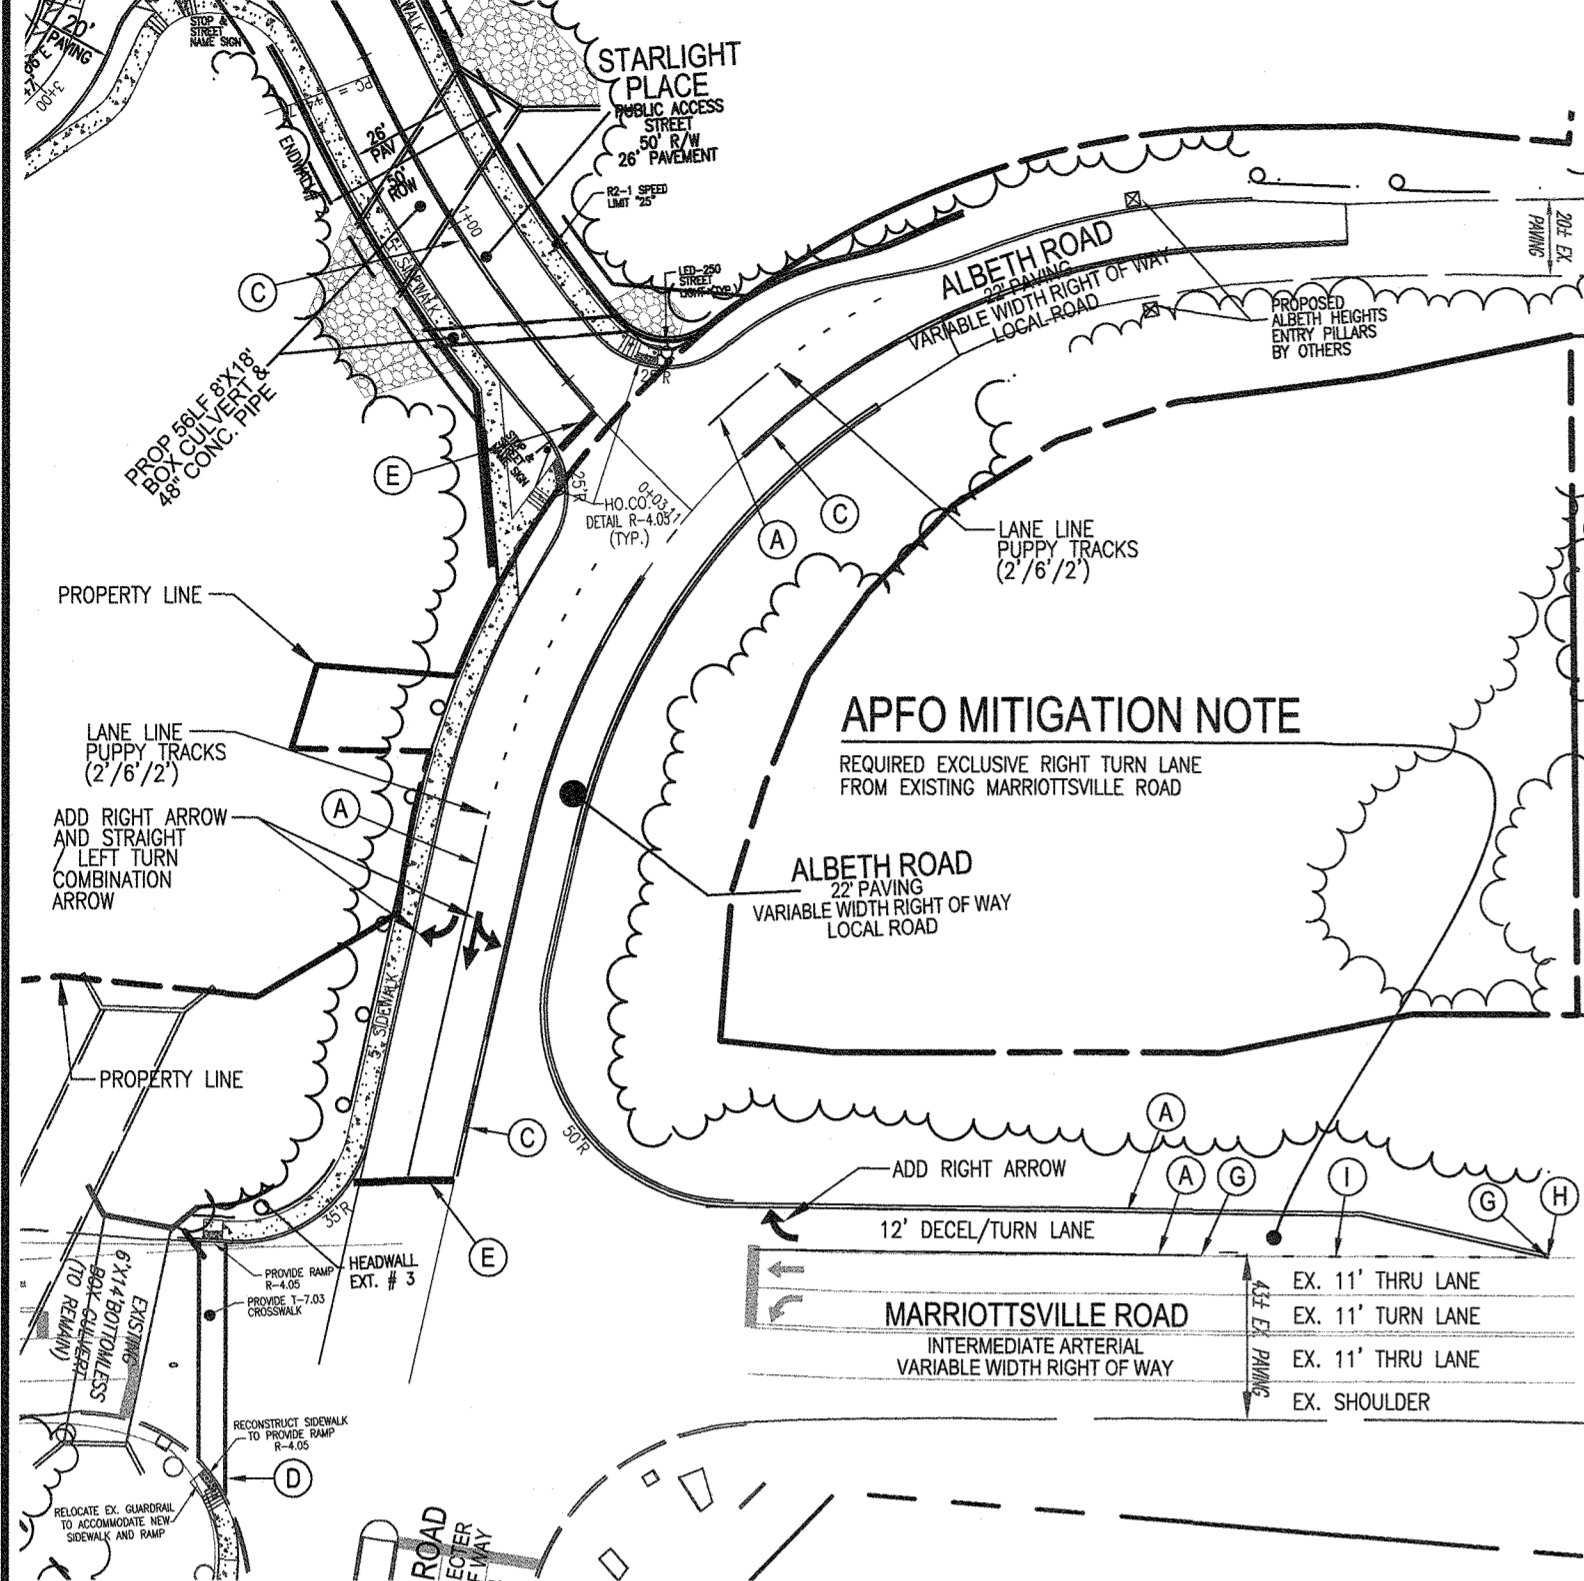 20'
PAVING
3+00
STOP &
STREET
NAME SIGN
STARLIGHT
PLACE
PUBLIC ACCESS
STREET
50' R/W
26' PAVEMENT
R2-1 SPEED
LIMIT "25"
26'
PAV
50'
ROW
1+00
ENDWALL
C
LED-250
STREET
ALBETH ROAD
22' PAVING
VARIABLE WIDTH RIGHT OF WAY
LOCAL ROAD
20± EX.
PAVING
PROPOSED
ALBETH HEIGHTS
ENTRY PILLARS
BY OTHERS
PROP 56LF 8'X18'
BOX CULVERT &
48" CONC. PIPE
25'R
STOP &
STREET
NAME SIGN
E
25'R
HO.CO.
DETAIL R-4.05
(TYP.)
A
C
LANE LINE
PUPPY TRACKS
(2'/6'/2')
PROPERTY LINE
LANE LINE
PUPPY TRACKS
(2'/6'/2')
A
ADD RIGHT ARROW
AND STRAIGHT
/ LEFT TURN
COMBINATION
ARROW
APFO MITIGATION NOTE
REQUIRED EXCLUSIVE RIGHT TURN LANE
FROM EXISTING MARRIOTTSVILLE ROAD
ALBETH ROAD
22' PAVING
VARIABLE WIDTH RIGHT OF WAY
LOCAL ROAD
5' SIDEWALK
PROPERTY LINE
C
50'R
35'R
E
A
ADD RIGHT ARROW
A
G
I
G
H
12' DECEL/TURN LANE
HEADWALL
EXT. # 3
PROVIDE RAMP
R-4.05
PROVIDE T-7.03
CROSSWALK
EXISTING
6'X14'BOTTOMLESS
BOX CULVERT
(TO REMAIN)
MARRIOTTSVILLE ROAD
INTERMEDIATE ARTERIAL
VARIABLE WIDTH RIGHT OF WAY
43± EX PAVING
EX. 11' THRU LANE
EX. 11' TURN LANE
EX. 11' THRU LANE
EX. SHOULDER
RECONSTRUCT SIDEWALK
TO PROVIDE RAMP
R-4.05
D
RELOCATE EX. GUARDRAIL
TO ACCOMMODATE NEW
SIDEWALK AND RAMP
ROAD